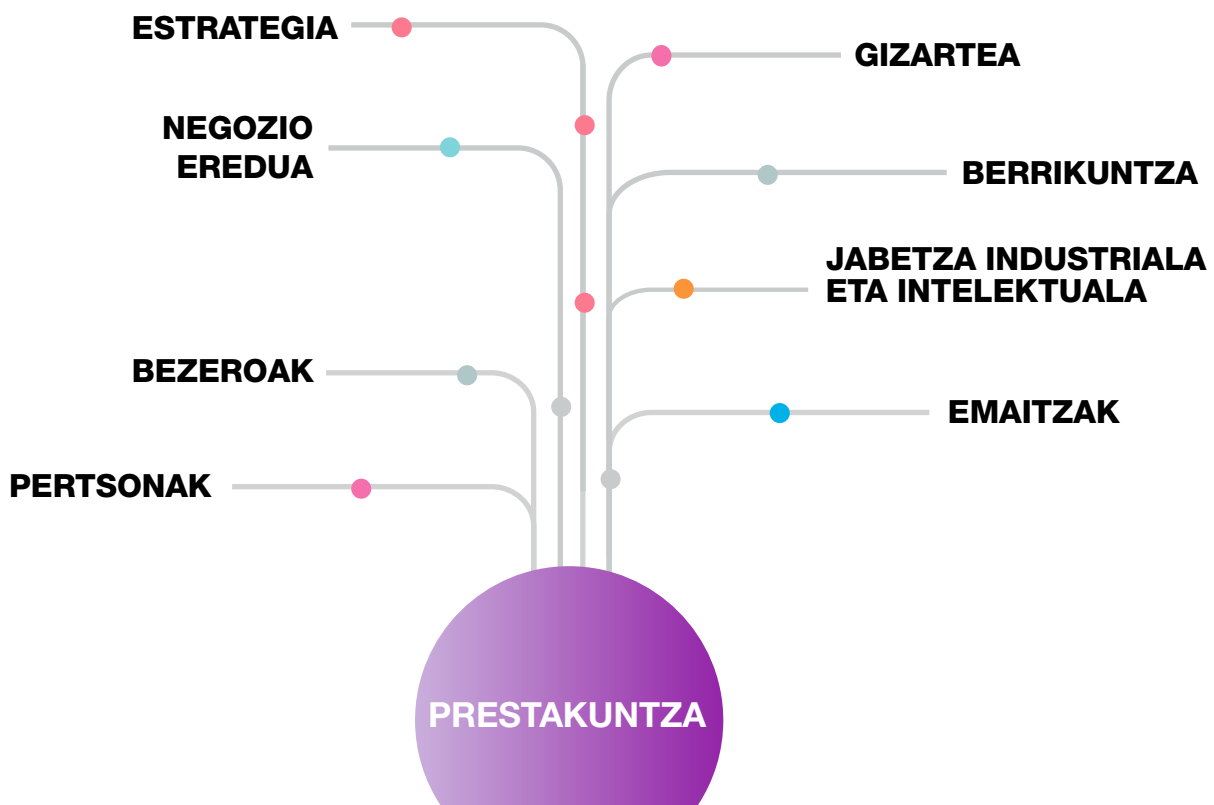 ESTRATEGIA
NEGOZIO
EREDUA
BEZEROAK
PERTSONAK
GIZARTEA
BERRIKUNTZA
JABETZA INDUSTRIALA
ETA INTELEKTUALA
EMAITZAK
PRESTAKUNTZA